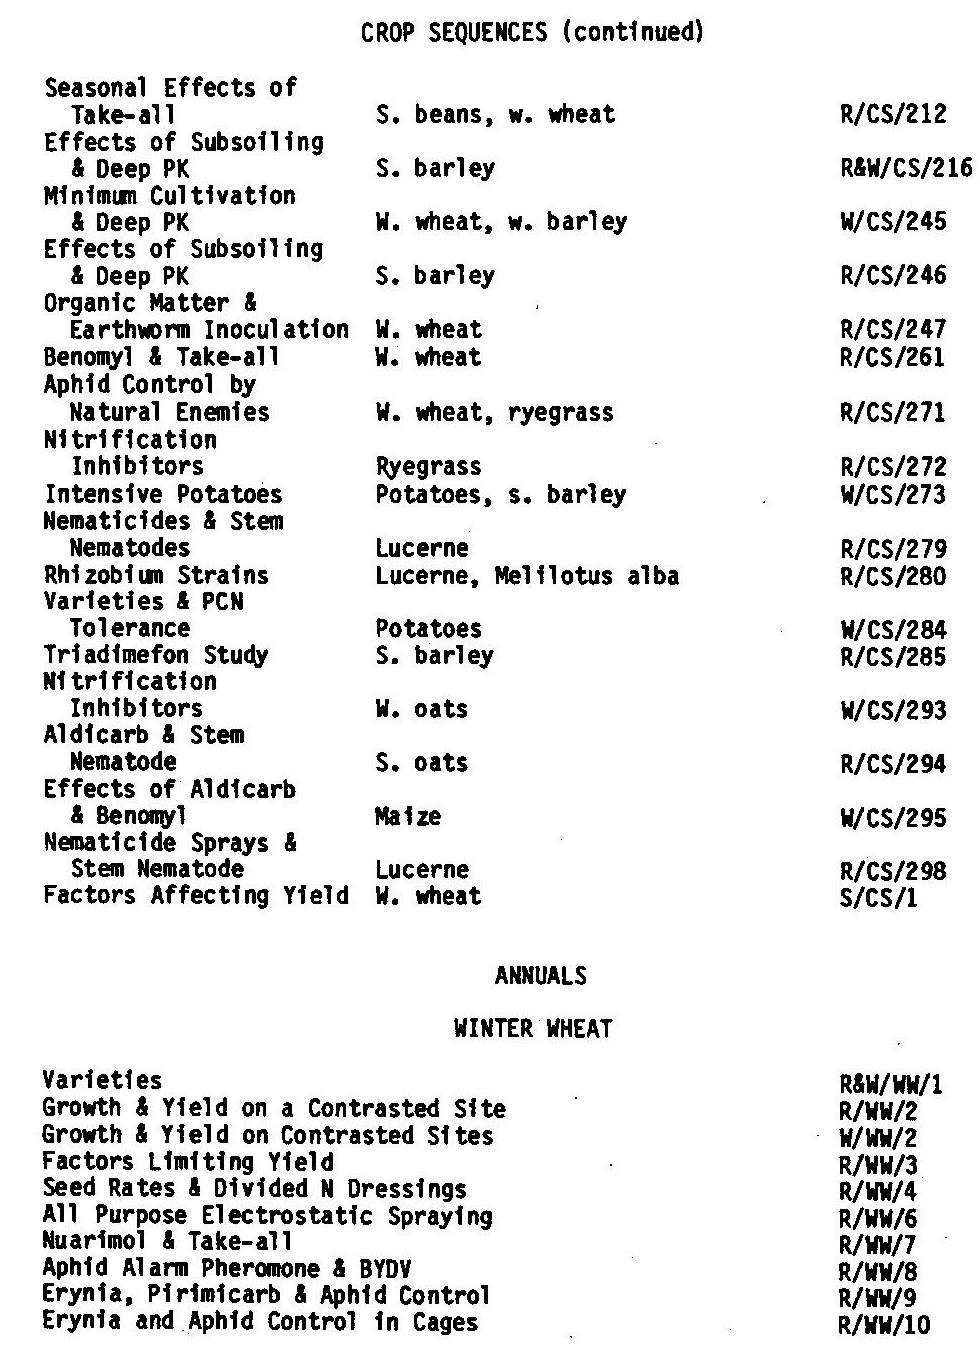 CROP SEQUENCES (continued)
Seasonal Effects of
Take-all S. beans, w. wheat R/CS/212
Effects of Subsoiling
& Deep PK S. barley R&W/CS/216
Minimum Cultivation
& Deep PK W. wheat, w. barley W/CS/245
Effects of Subsoiling
& Deep PK S. barley R/CS/246
Organic Matter &
Earthworm Inoculation W. wheat R/CS/247
Benomyl & Take-all W. wheat R/CS/261
Aphid Control by
Natural Enemies W. wheat, ryegrass R/CS/271
Nitrification
Inhibitors Ryegrass R/CS/272
Intensive Potatoes Potatoes, s. barley W/CS/273
Nematicides & Stem
Nematodes Lucerne R/CS/279
Rhizobium Strains Lucerne, Melilotus alba R/CS/280
Varieties & PCN
Tolerance Potatoes W/CS/284
Triadimefon Study S. barley R/CS/285
Nitrification
Inhibitors W. oats W/CS/293
Aldicarb & Stem
Nematode S. oats R/CS/294
Effects of Aldicarb
& Benomyl Maize W/CS/295
Nematicide Sprays &
Stem Nematode Lucerne R/CS/298
Factors Affecting Yield W. wheat S/CS/1
ANNUALS
WINTER WHEAT
Varieties R&W/WW/1
Growth & Yield on a Contrasted Site R/WW/2
Growth & Yield on Contrasted Sites W/WW/2
Factors Limiting Yield R/WW/3
Seed Rates & Divided N Dressings R/WW/4
All Purpose Electrostatic Spraying R/WW/6
Nuarimol & Take-all R/WW/7
Aphid Alarm Pheromone & BYDV R/WW/8
Erynia, Pirimicarb & Aphid Control R/WW/9
Erynia and Aphid Control in Cages R/WW/10